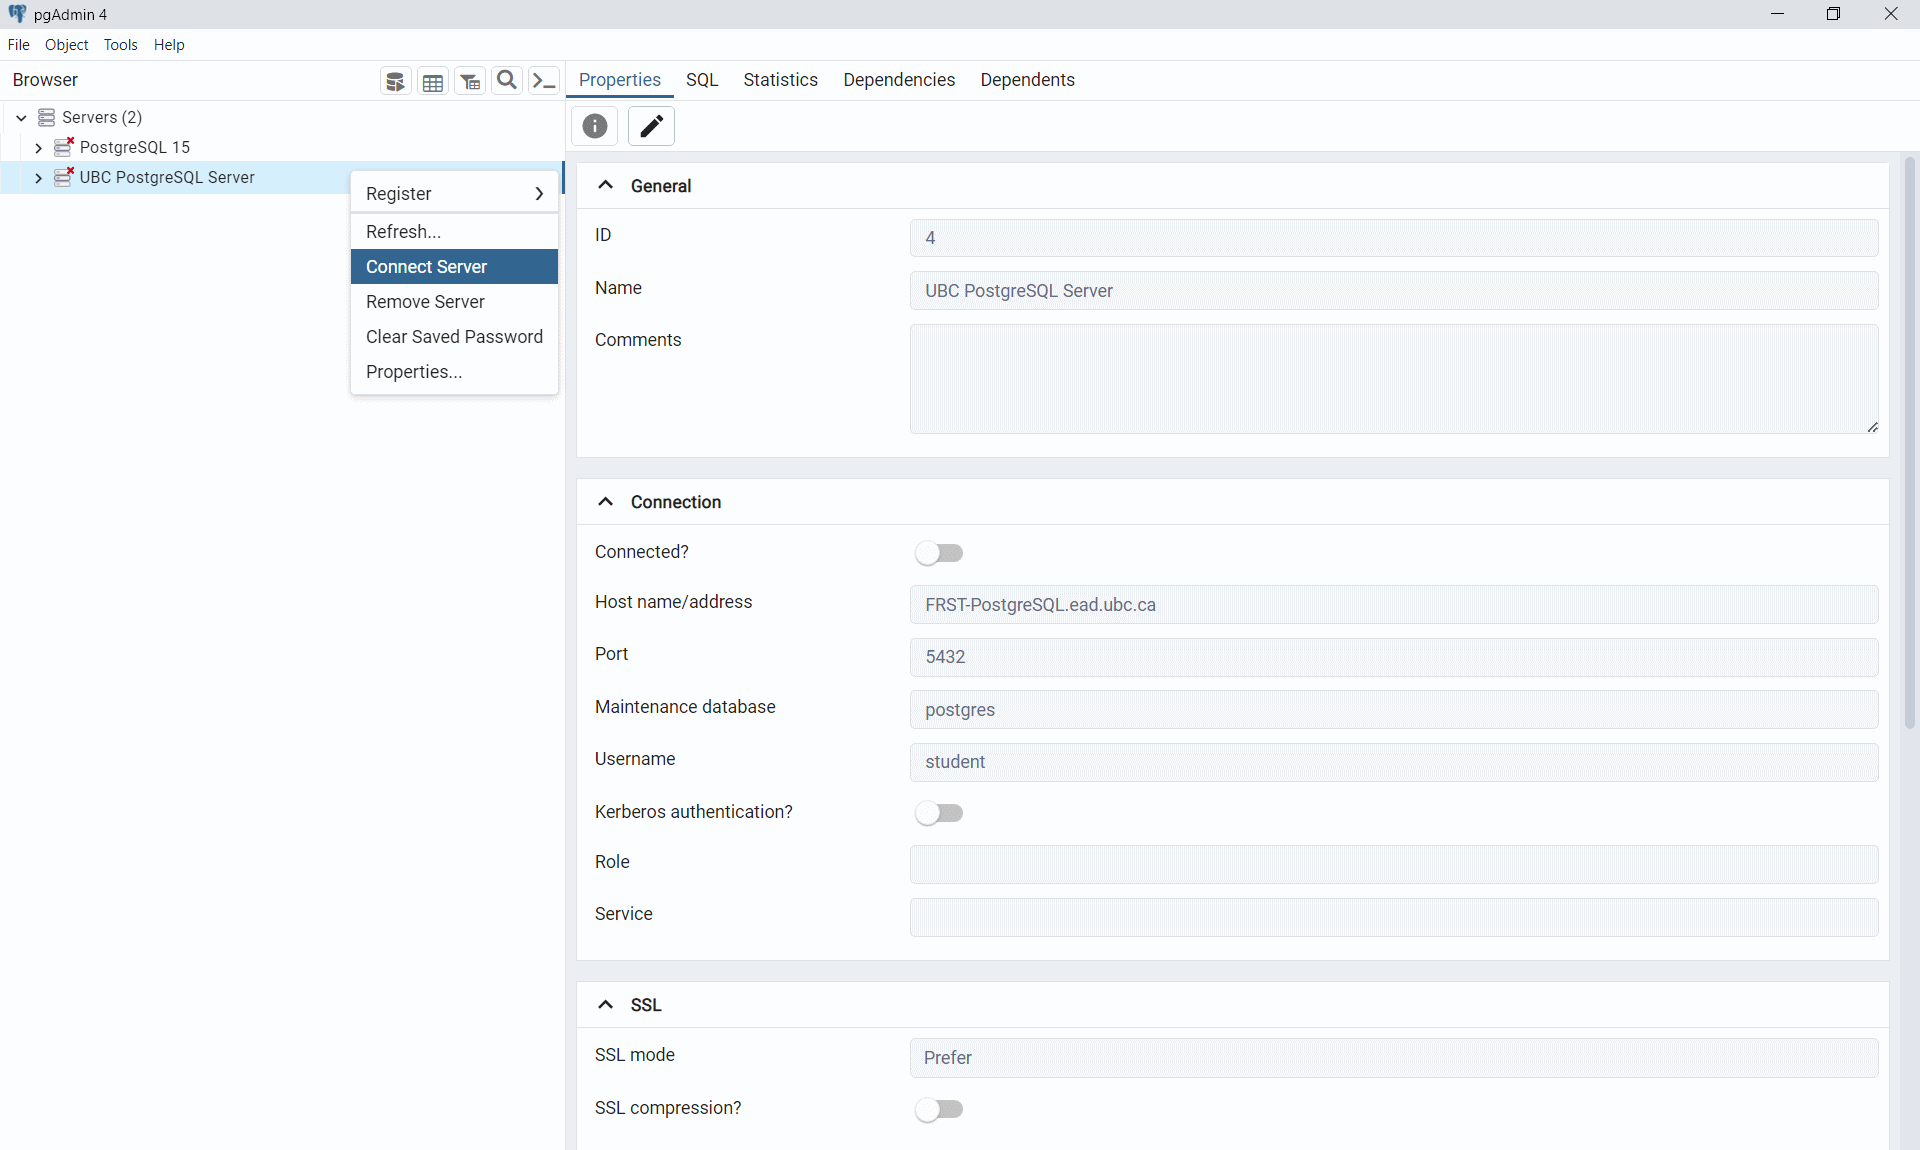 pgAdmin 4
File Object Tools Help
Browser
Properties SQL Statistics Dependencies Dependents
Servers (2)
PostgreSQL 15
UBC PostgreSQL Server
Register
Refresh...
Connect Server
Remove Server
Clear Saved Password
Properties...
General
ID 4
Name UBC PostgreSQL Server
Comments
Connection
Connected?
Host name/address FRST-PostgreSQL.ead.ubc.ca
Port 5432
Maintenance database postgres
Username student
Kerberos authentication?
Role
Service
SSL
SSL mode Prefer
SSL compression?